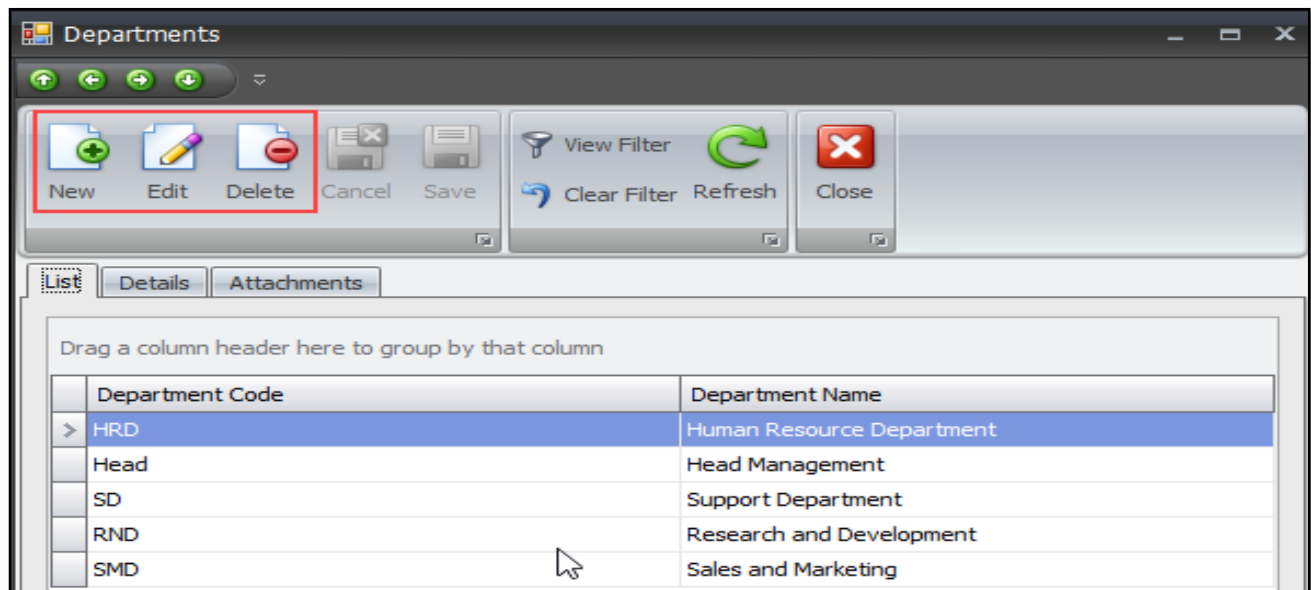 Departments
View Filter
New Edit Delete Cancel Save Clear Filter Refresh Close
List Details Attachments
Drag a column header here to group by that column
Department Code Department Name
HRD Human Resource Department
Head Head Management
SD Support Department
RND Research and Development
SMD Sales and Marketing